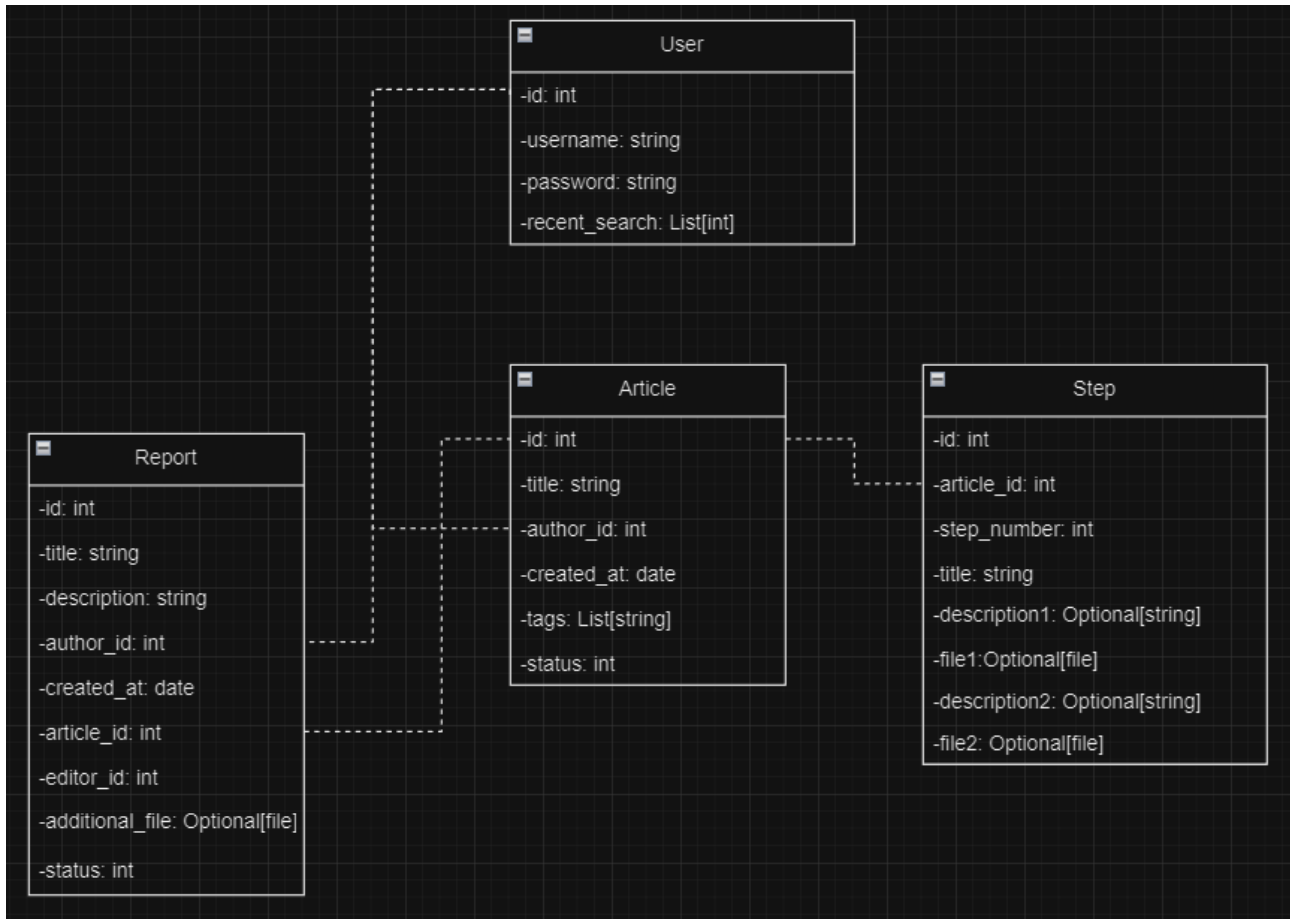 User
-id: int
-username: string
-password: string
-recent_search: List[int]
Article
-id: int
-title: string
-author_id: int
-created_at: date
-tags: List[string]
-status: int
Step
-id: int
-article_id: int
-step_number: int
-title: string
-description1: Optional[string]
-file1:Optional[file]
-description2: Optional[string]
-file2: Optional[file]
Report
-id: int
-title: string
-description: string
-author_id: int
-created_at: date
-article_id: int
-editor_id: int
-additional_file: Optional[file]
-status: int